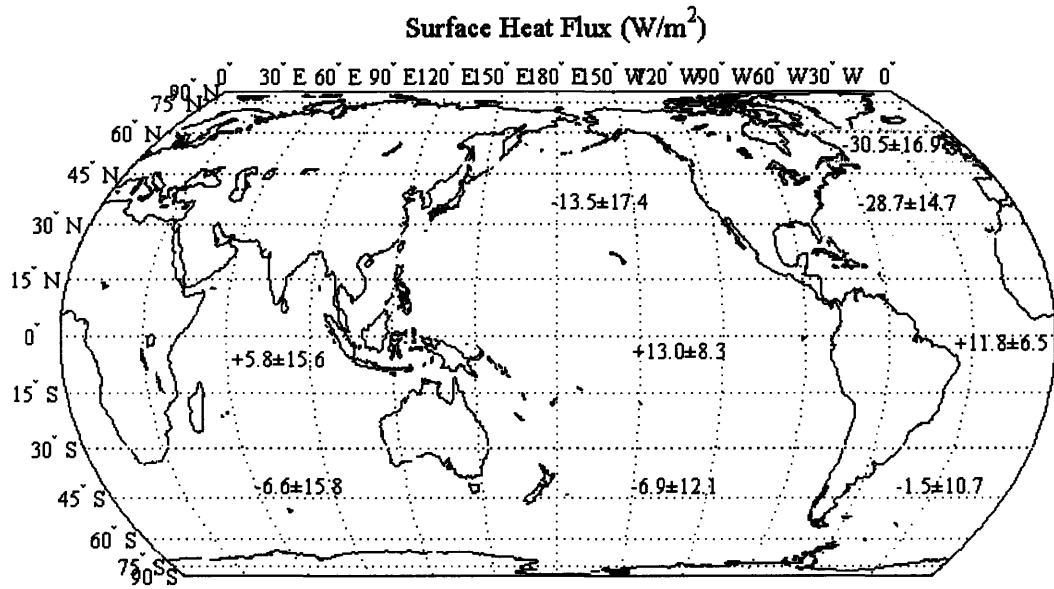 Surface Heat Flux (W/m²)
0° 30° E 60° E 90° E120° E150° E180° E150° W120° W90° W60° W30° W 0°
90° N
75° N
60° N
-30.5±16.9
45° N
-13.5±17.4 -28.7±14.7
30° N
15° N
0°
+5.8±15.6 +13.0±8.3 +11.8±6.5
15° S
30° S
-6.6±15.8 -6.9±12.1 -1.5±10.7
45° S
60° S
75° S
90° S